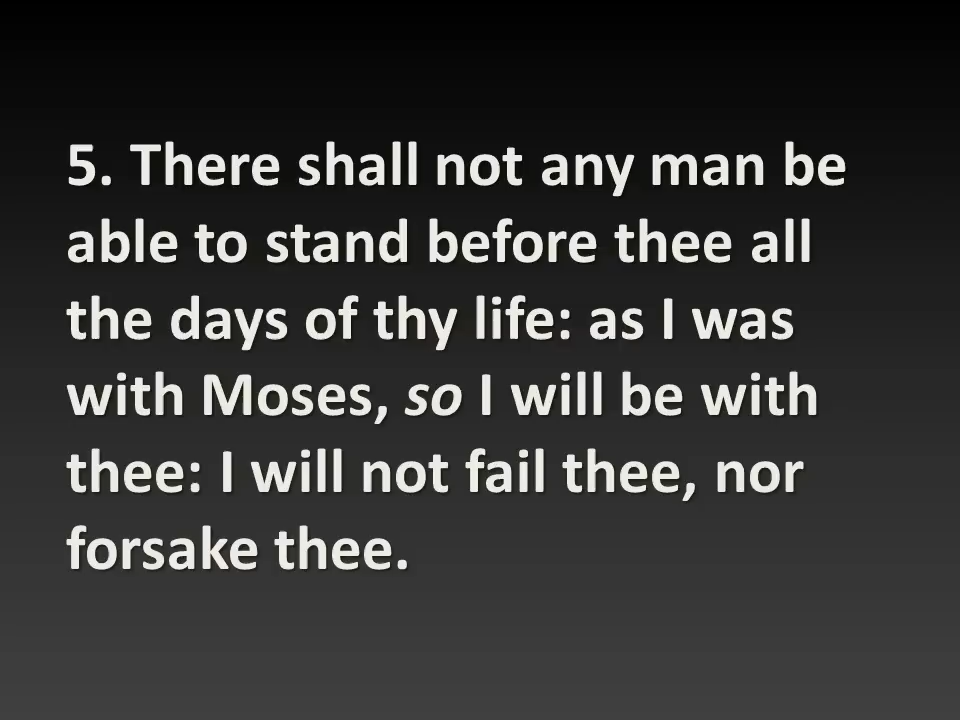 5. There shall not any man be
able to stand before thee all
the days of thy life: as I was
with Moses, so I will be with
thee: I will not fail thee, nor
forsake thee.